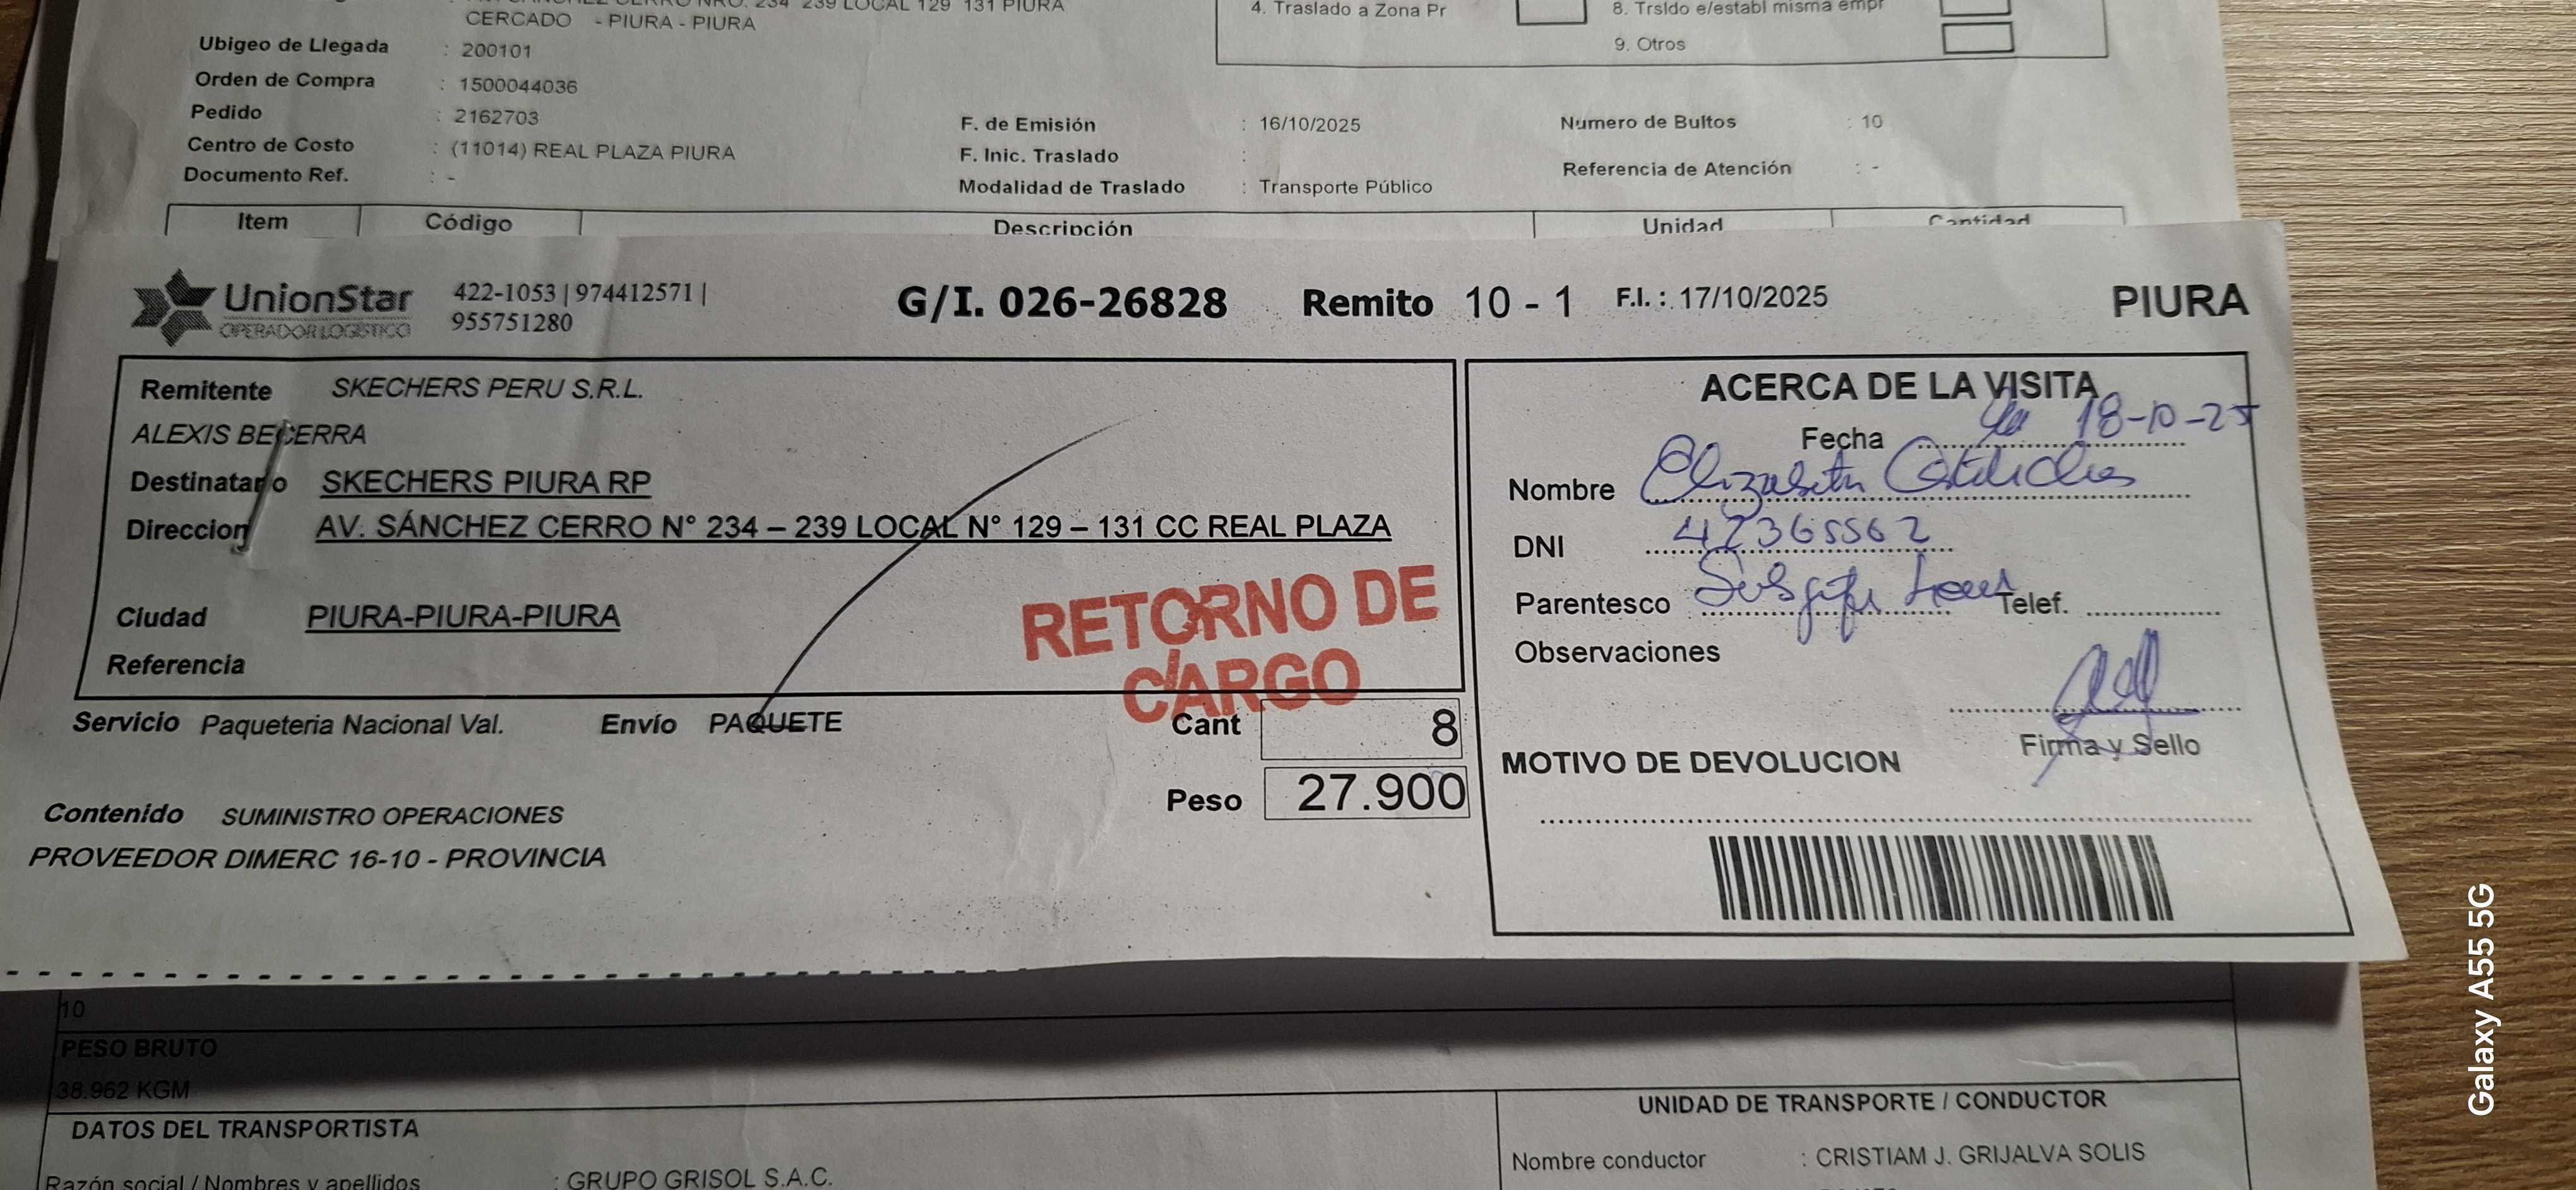 CERCADO - PIURA - PIURA
4. Traslado a Zona Pr
8. Trsldo e/establ misma empr
9. Otros
Ubigeo de Llegada : 200101
Orden de Compra : 1500044036
Pedido : 2162703
Centro de Costo : (11014) REAL PLAZA PIURA
Documento Ref. : -
F. de Emisión : 16/10/2025
F. Inic. Traslado :
Modalidad de Traslado : Transporte Público
Numero de Bultos : 10
Referencia de Atención : -
Item Código Descripción Unidad Cantidad
UnionStar
OPERADOR LOGÍSTICO
422-1053 | 974412571 |
955751280
G/I. 026-26828 Remito 10 - 1 F.I. : 17/10/2025 PIURA
Remitente SKECHERS PERU S.R.L.
ALEXIS BECERRA
Destinatario SKECHERS PIURA RP
Direccion AV. SÁNCHEZ CERRO N° 234 – 239 LOCAL N° 129 – 131 CC REAL PLAZA
Ciudad PIURA-PIURA-PIURA
Referencia
RETORNO DE
CARGO
Servicio Paqueteria Nacional Val. Envío PAQUETE
Cant 8
Peso 27.900
Contenido SUMINISTRO OPERACIONES
PROVEEDOR DIMERC 16-10 - PROVINCIA
ACERCA DE LA VISITA
Fecha 18-10-25
Nombre Elizabeth
DNI
Parentesco Telef.
Observaciones
Firma y Sello
MOTIVO DE DEVOLUCION
10
PESO BRUTO
38.962 KGM
DATOS DEL TRANSPORTISTA
Razón social / Nombres y apellidos : GRUPO GRISOL S.A.C.
UNIDAD DE TRANSPORTE / CONDUCTOR
Nombre conductor : CRISTIAM J. GRIJALVA SOLIS
Galaxy A55 5G